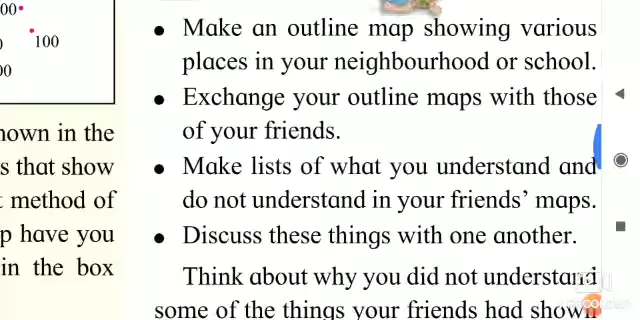 00
100
00
nown in the
s that show
method of
p have you
in the box
• Make an outline map showing various
places in your neighbourhood or school.
• Exchange your outline maps with those
of your friends.
• Make lists of what you understand and
do not understand in your friends’ maps.
• Discuss these things with one another.
Think about why you did not understand
some of the things your friends had shown